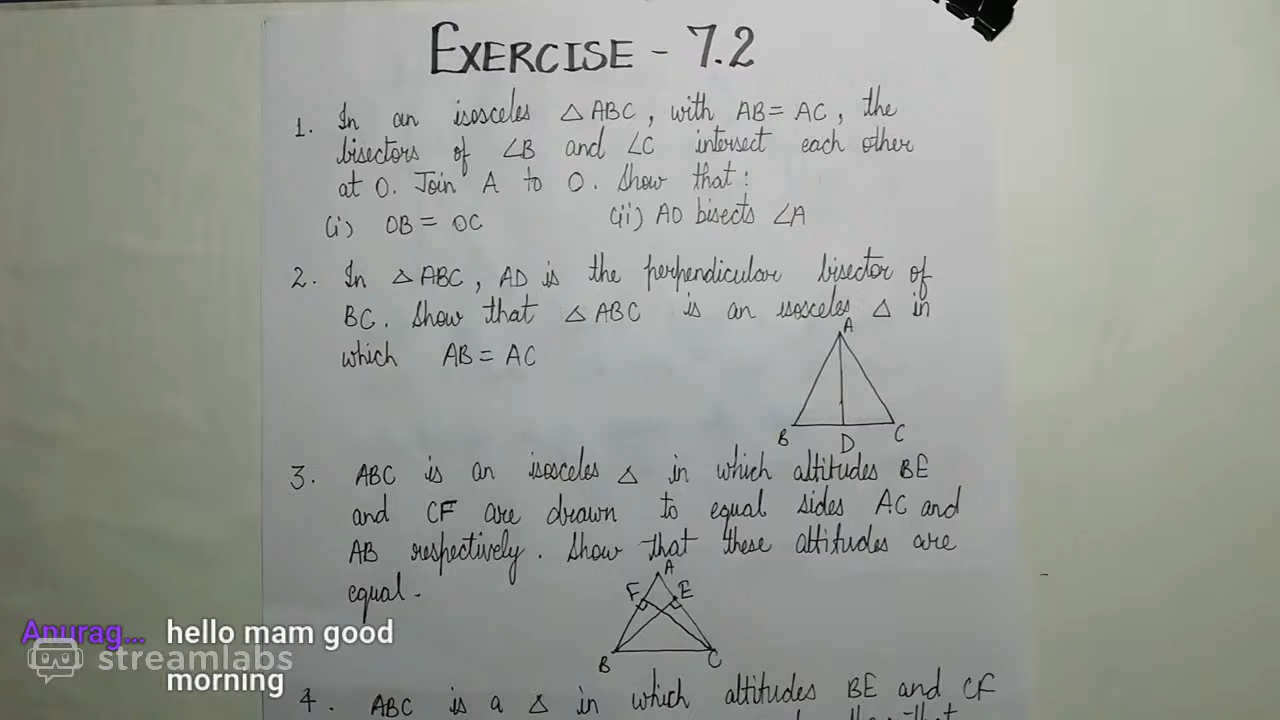 EXERCISE - 7.2
1. In an isosceles △ ABC, with AB = AC, the
bisectors of ∠B and ∠C intersect each other
at O. Join A to O. Show that:
(i) OB = OC (ii) AO bisects ∠A
2. In △ ABC, AD is the perpendicular bisector of
BC. Show that △ ABC is an isosceles △ in
which AB = AC
A
B D C
3. ABC is an isosceles △ in which altitudes BE
and CF are drawn to equal sides AC and
AB respectively. Show that these altitudes are
equal.
A
F E
B C
Anurag... hello mam good
morning
streamlabs
4. ABC is a △ in which altitudes BE and CF